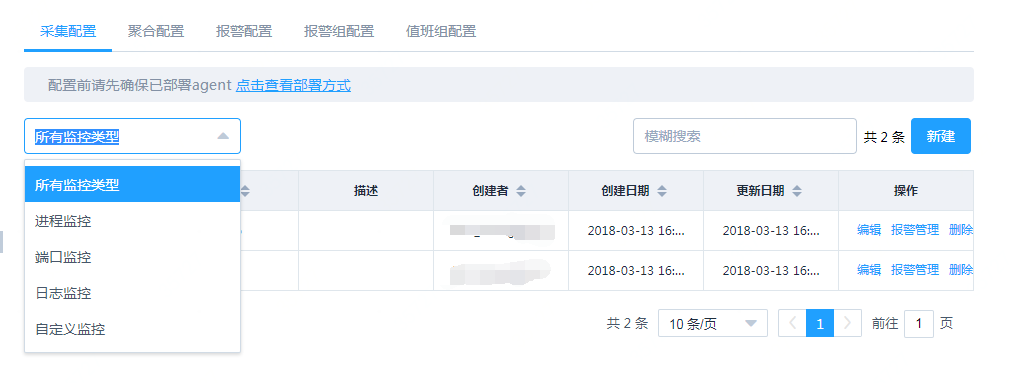 采集配置 聚合配置 报警配置 报警组配置 值班组配置
配置前请先确保已部署agent 点击查看部署方式
所有监控类型 模糊搜索 共 2 条 新建
所有监控类型 描述 创建者 创建日期 更新日期 操作
进程监控 2018-03-13 16:... 2018-03-13 16:... 编辑 报警管理 删除
端口监控 2018-03-13 16:... 2018-03-13 16:... 编辑 报警管理 删除
日志监控
自定义监控 共 2 条 10 条/页 1 前往 1 页